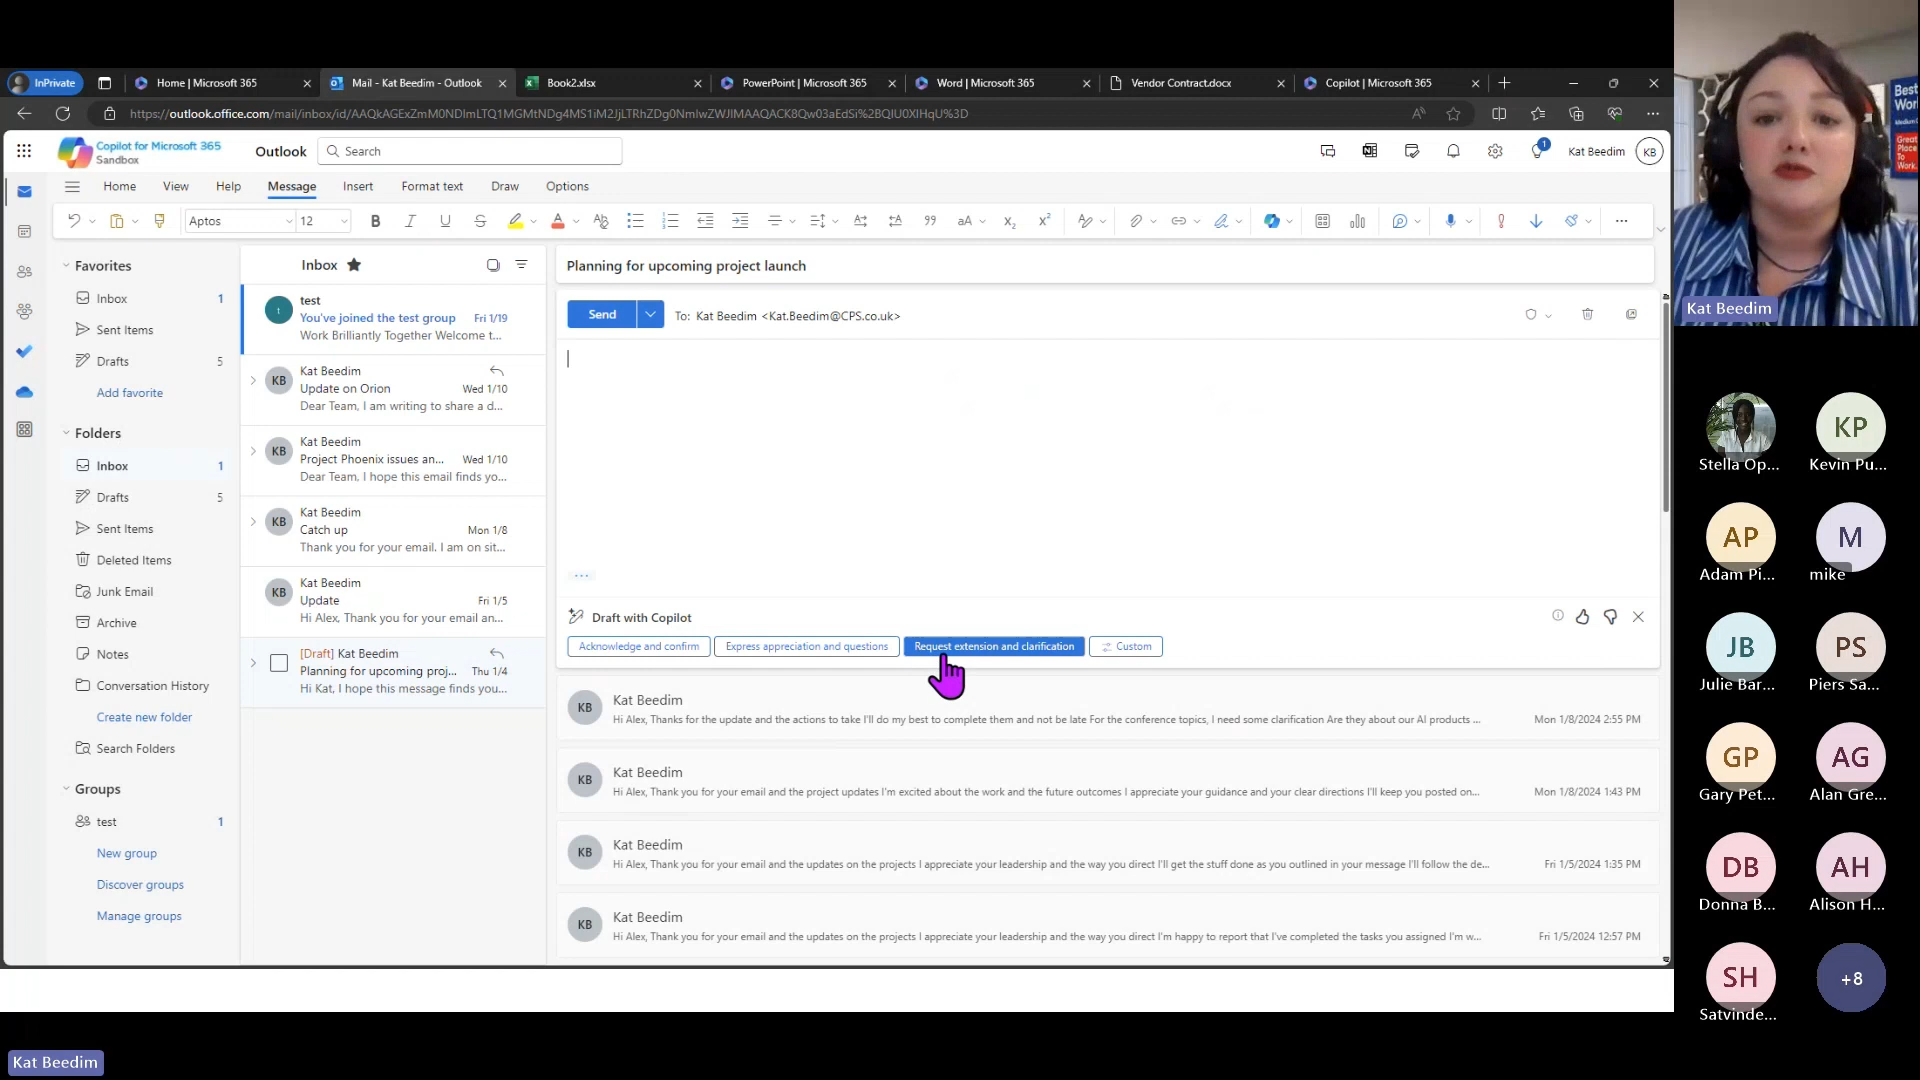 InPrivate
Home | Microsoft 365
Mail - Kat Beedim - Outlook
Book2.xlsx
PowerPoint | Microsoft 365
Word | Microsoft 365
Vendor Contract.docx
Copilot | Microsoft 365
Copilot for Microsoft 365
Sandbox
Outlook
Search
1
Kat Beedim
KB
Home
View
Help
Message
Insert
Format text
Draw
Options
Aptos
12
Favorites
Inbox 1
Sent Items
Drafts 5
Add favorite
Folders
Inbox 1
Drafts 5
Sent Items
Deleted Items
Junk Email
Archive
Notes
Conversation History
Create new folder
Search Folders
Groups
test 1
New group
Discover groups
Manage groups
Inbox
t
test
You've joined the test group Fri 1/19
Work Brilliantly Together Welcome t...
KB
Kat Beedim
Update on Orion Wed 1/10
Dear Team, I am writing to share a d...
KB
Kat Beedim
Project Phoenix issues an... Wed 1/10
Dear Team, I hope this email finds yo...
KB
Kat Beedim
Catch up Mon 1/8
Thank you for your email. I am on sit...
KB
Kat Beedim
Update Fri 1/5
Hi Alex, Thank you for your email an...
[Draft] Kat Beedim
Planning for upcoming proj... Thu 1/4
Hi Kat, I hope this message finds you...
Planning for upcoming project launch
Send
To: Kat Beedim <Kat.Beedim@CPS.co.uk>
Draft with Copilot
Acknowledge and confirm
Express appreciation and questions
Request extension and clarification
Custom
KB
Kat Beedim
Hi Alex, Thanks for the update and the actions to take I'll do my best to complete them and not be late For the conference topics, I need some clarification Are they about our AI products ... Mon 1/8/2024 2:55 PM
KB
Kat Beedim
Hi Alex, Thank you for your email and the project updates I'm excited about the work and the future outcomes I appreciate your guidance and your clear directions I'll keep you posted on... Mon 1/8/2024 1:43 PM
KB
Kat Beedim
Hi Alex, Thank you for your email and the updates on the projects I appreciate your leadership and the way you direct I'll get the stuff done as you outlined in your message I'll follow the de... Fri 1/5/2024 1:35 PM
KB
Kat Beedim
Hi Alex, Thank you for your email and the updates on the projects I appreciate your leadership and the way you direct I'm happy to report that I've completed the tasks you assigned I'm w... Fri 1/5/2024 12:57 PM
Best
Wor
Great
Place
To
Work.
Kat Beedim
Stella Op...
KP
Kevin Pu...
AP
Adam Pi...
M
mike
JB
Julie Bar...
PS
Piers Sa...
GP
Gary Pet...
AG
Alan Gre...
DB
Donna B...
AH
Alison H...
SH
Satvinde...
+8
Kat Beedim